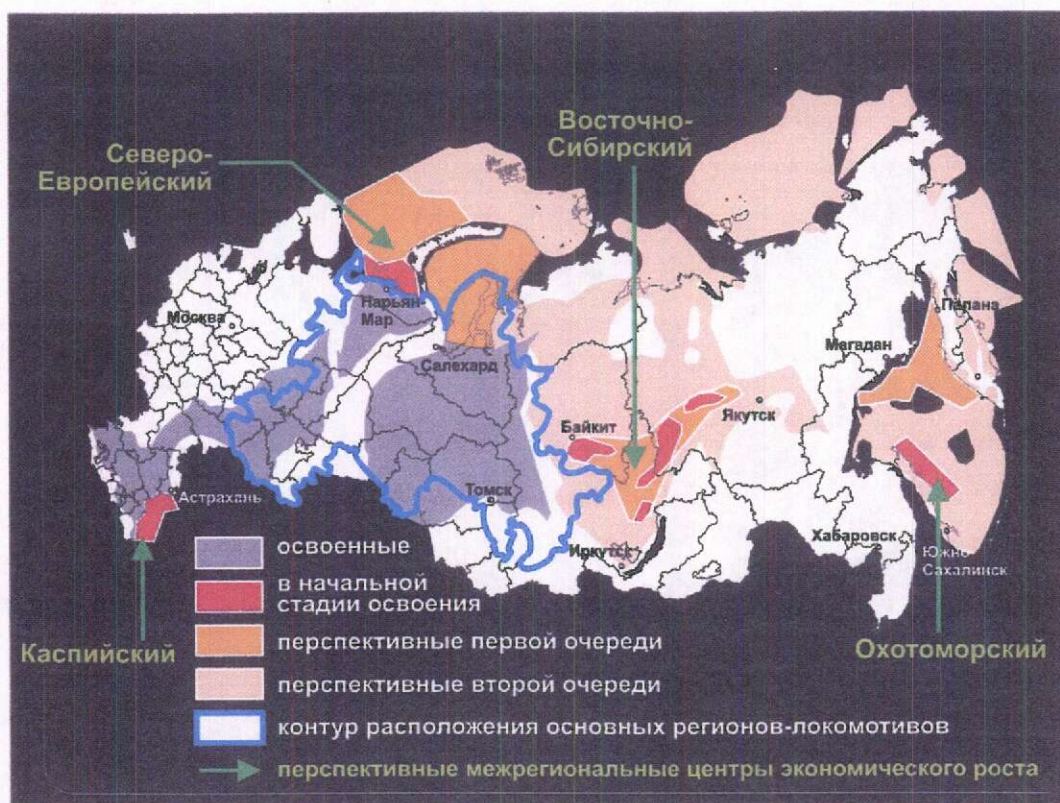 Восточно-
Сибирский
Северо-
Европейский
Нарьян-
Мар
Москва
Салехард
Палана
Магадан
Якутск
Байкит
Астрахань
Томск
Иркутск
Хабаровск
Южно-
Сахалинск
Каспийский
Охотоморский
освоенные
в начальной
стадии освоения
перспективные первой очереди
перспективные второй очереди
контур расположения основных регионов-локомотивов
перспективные межрегиональные центры экономического роста